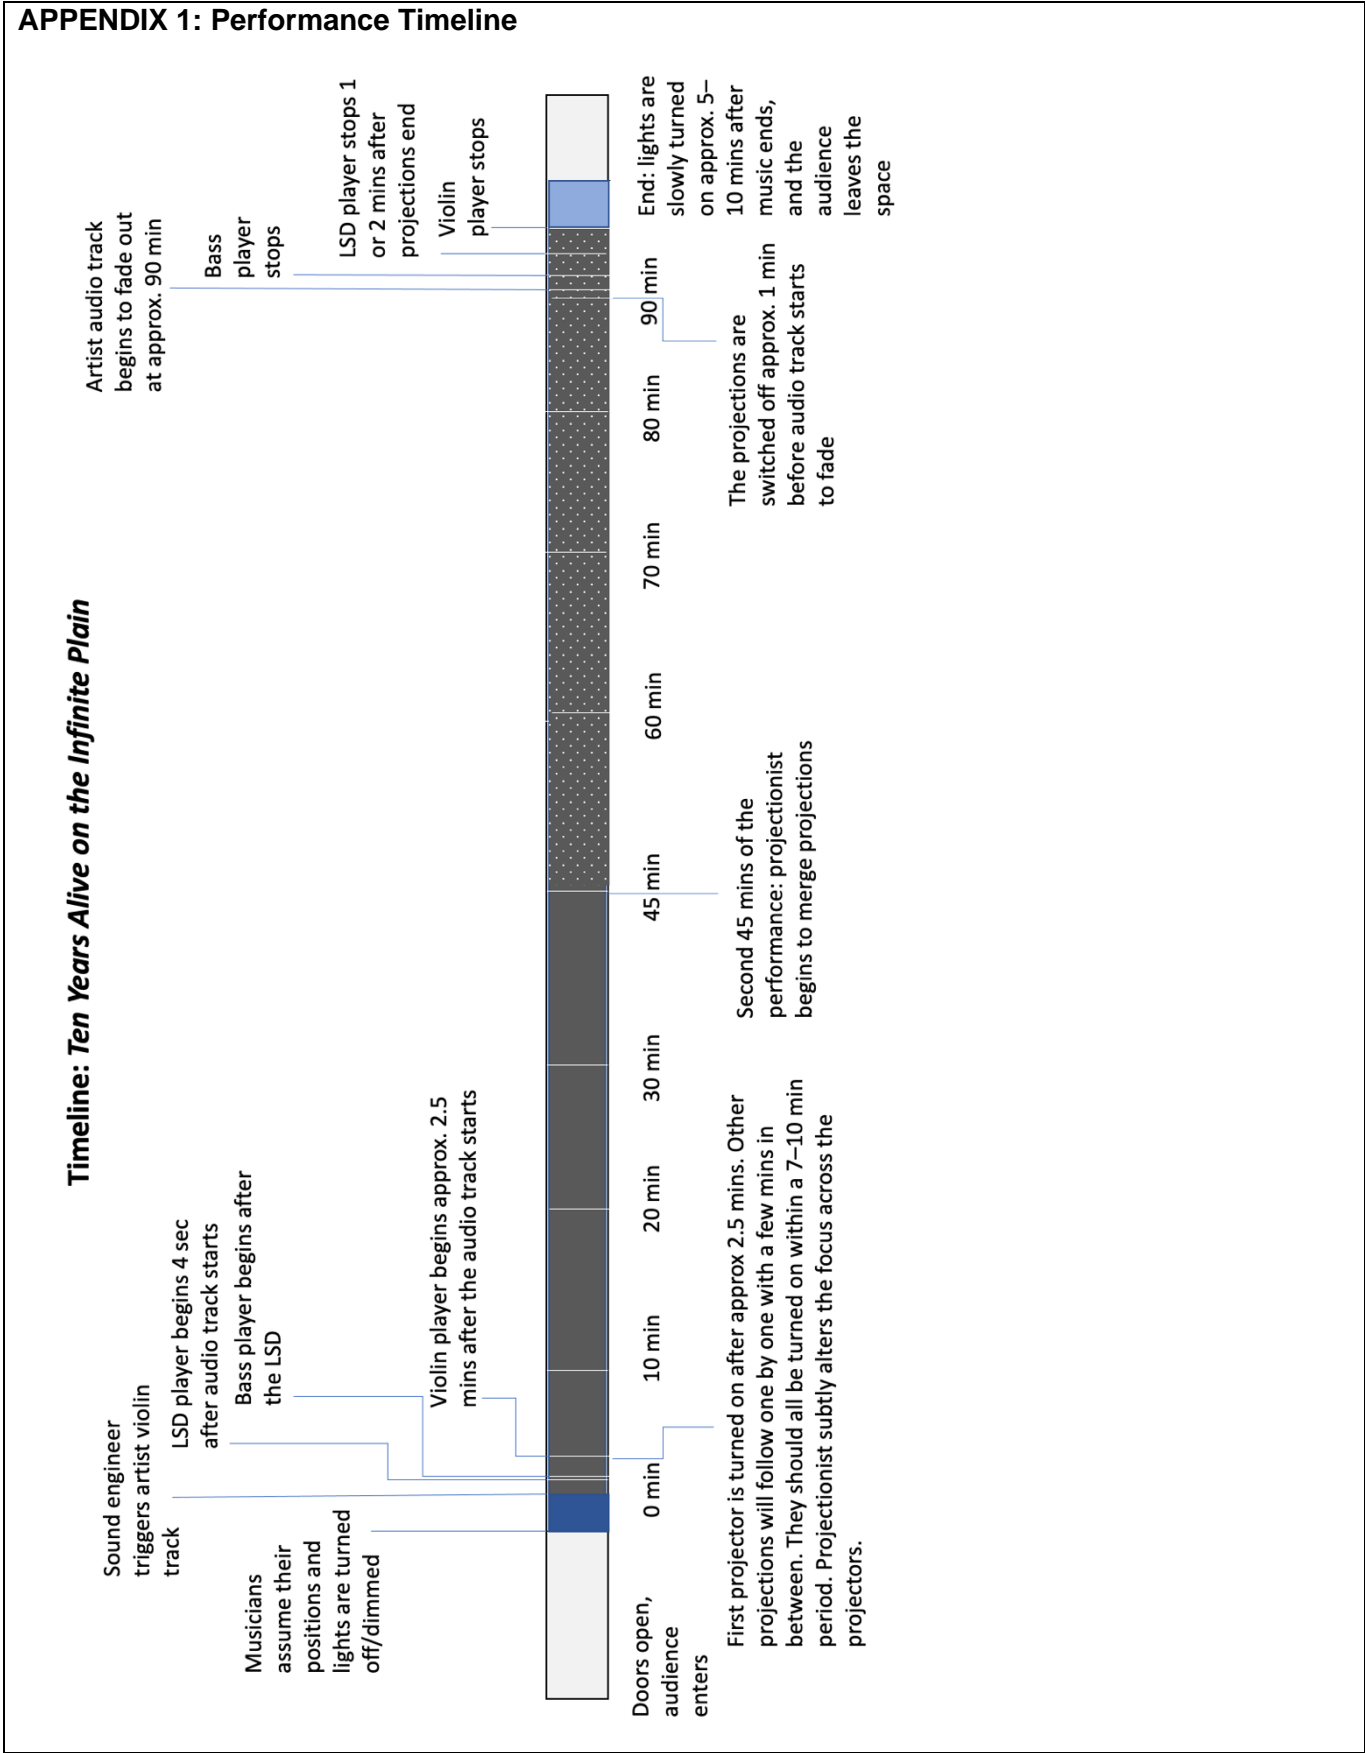 APPENDIX 1: Performance Timeline
Timeline: Ten Years Alive on the Infinite Plain
Sound engineer
triggers artist violin
track
Musicians
assume their
positions and
lights are turned
off/dimmed
LSD player begins 4 sec
after audio track starts
Bass player begins after
the LSD
Violin player begins approx. 2.5
mins after the audio track starts
Artist audio track
begins to fade out
at approx. 90 min
Bass
player
stops
LSD player stops 1
or 2 mins after
projections end
Violin
player stops
Doors open,
audience
enters
0 min
10 min
20 min
30 min
45 min
60 min
70 min
80 min
90 min
End: lights are
slowly turned
on approx. 5–
10 mins after
music ends,
and the
audience
leaves the
space
First projector is turned on after approx 2.5 mins. Other
projections will follow one by one with a few mins in
between. They should all be turned on within a 7–10 min
period. Projectionist subtly alters the focus across the
projectors.
Second 45 mins of the
performance: projectionist
begins to merge projections
The projections are
switched off approx. 1 min
before audio track starts
to fade